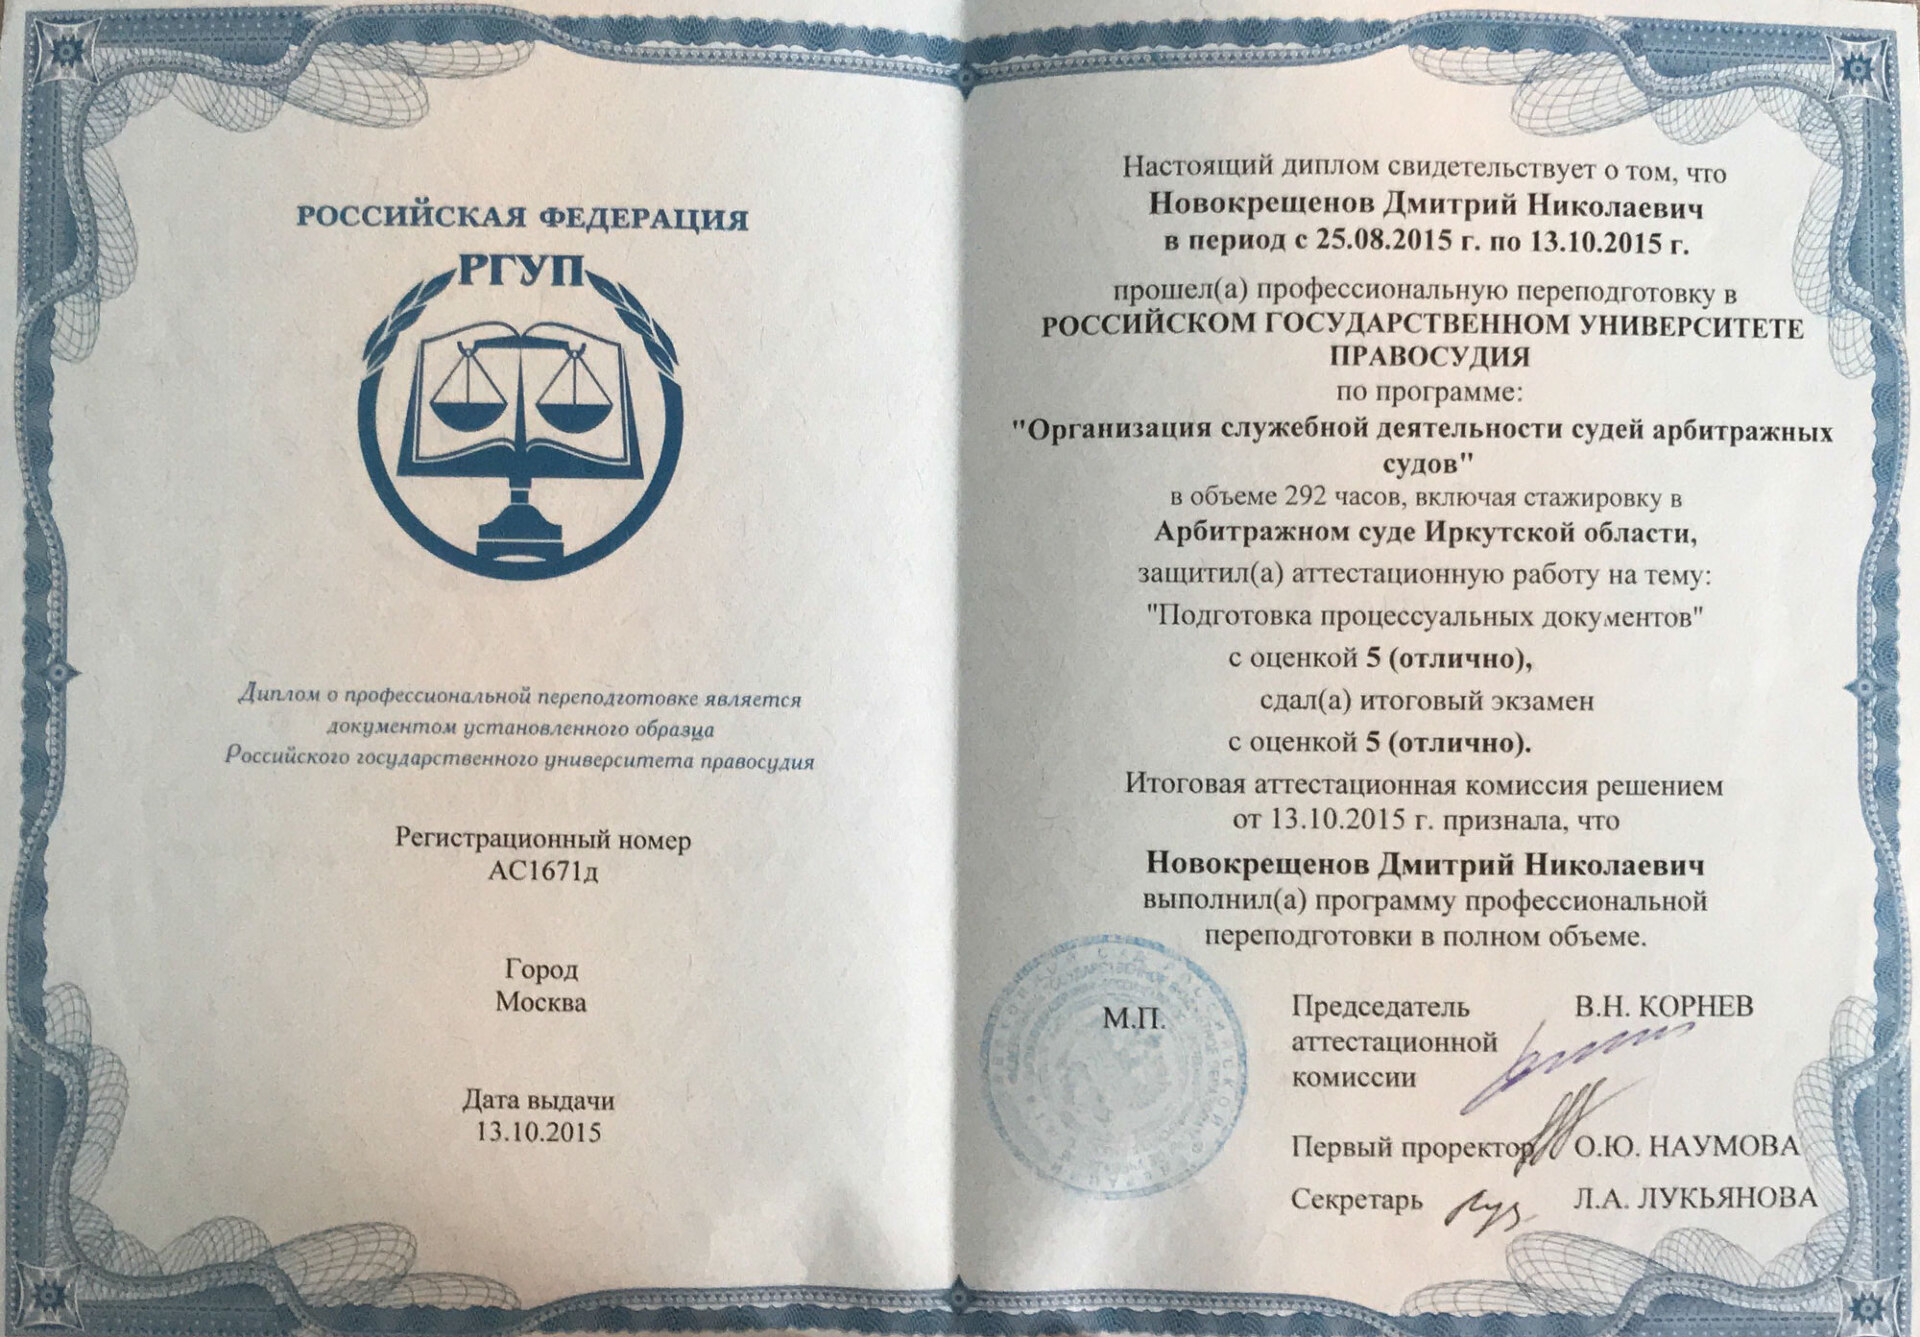 РОССИЙСКАЯ ФЕДЕРАЦИЯ
РГУП
Диплом о профессиональной переподготовке является
документом установленного образца
Российского государственного университета правосудия
Регистрационный номер
АС1671д
Город
Москва
Дата выдачи
13.10.2015
Настоящий диплом свидетельствует о том, что
Новокрещенов Дмитрий Николаевич
в период с 25.08.2015 г. по 13.10.2015 г.
прошел(а) профессиональную переподготовку в
РОССИЙСКОМ ГОСУДАРСТВЕННОМ УНИВЕРСИТЕТЕ
ПРАВОСУДИЯ
по программе:
"Организация служебной деятельности судей арбитражных
судов"
в объеме 292 часов, включая стажировку в
Арбитражном суде Иркутской области,
защитил(а) аттестационную работу на тему:
"Подготовка процессуальных документов"
с оценкой 5 (отлично),
сдал(а) итоговый экзамен
с оценкой 5 (отлично).
Итоговая аттестационная комиссия решением
от 13.10.2015 г. признала, что
Новокрещенов Дмитрий Николаевич
выполнил(а) программу профессиональной
переподготовки в полном объеме.
М.П.
Председатель В.Н. КОРНЕВ
аттестационной
комиссии
Первый проректор О.Ю. НАУМОВА
Секретарь Л.А. ЛУКЬЯНОВА